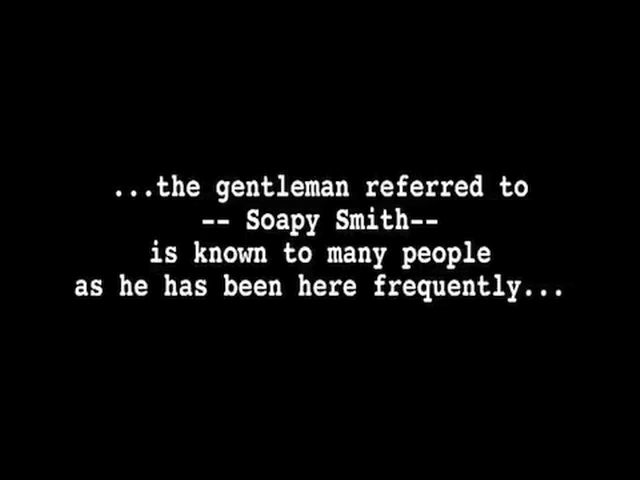 ...the gentleman referred to
-- Soapy Smith--
is known to many people
as he has been here frequently...